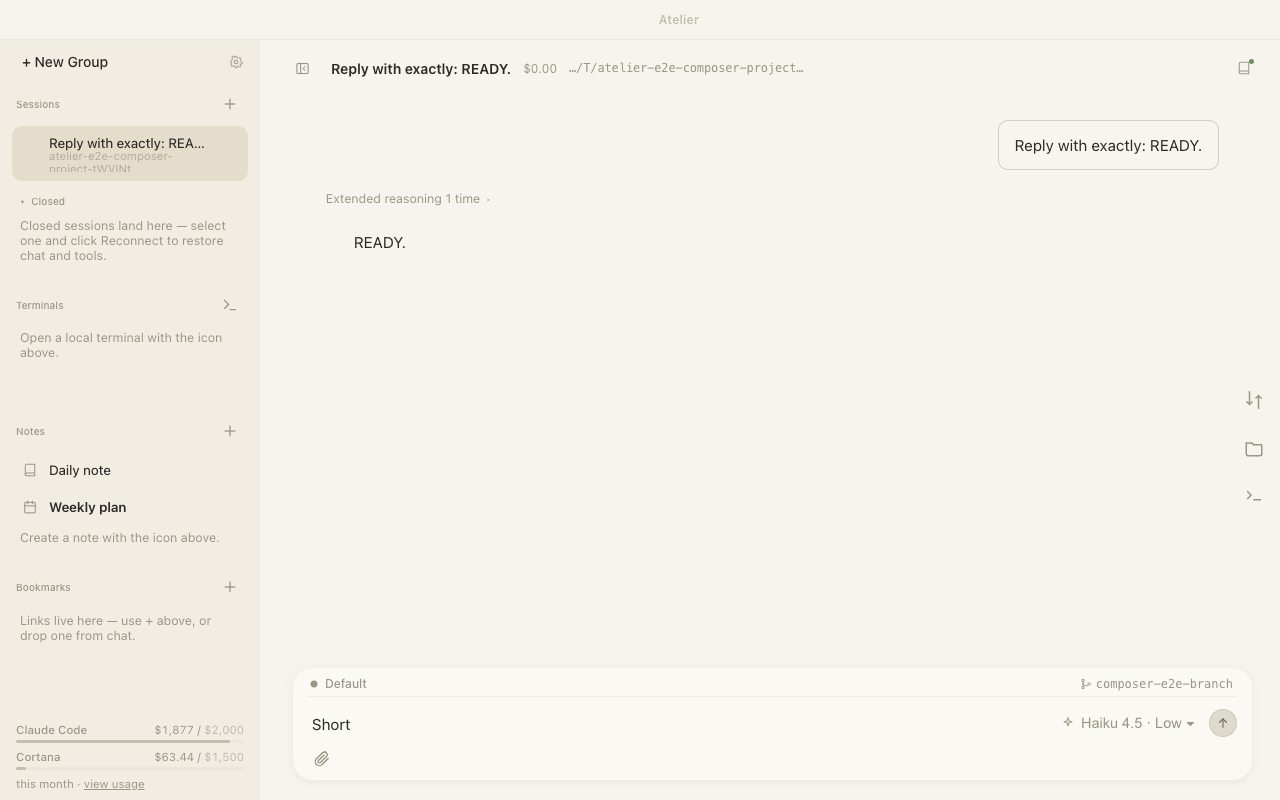 Atelier
+ New Group
Sessions
Reply with exactly: REA...
atelier-e2e-composer-
project-tWVlNt
Closed
Closed sessions land here — select
one and click Reconnect to restore
chat and tools.
Terminals
Open a local terminal with the icon
above.
Notes
Daily note
Weekly plan
Create a note with the icon above.
Bookmarks
Links live here — use + above, or
drop one from chat.
Claude Code $1,877 / $2,000
Cortana $63.44 / $1,500
this month · view usage
Reply with exactly: READY. $0.00 …/T/atelier-e2e-composer-project…
Reply with exactly: READY.
Extended reasoning 1 time
READY.
Default composer-e2e-branch
Short Haiku 4.5 · Low